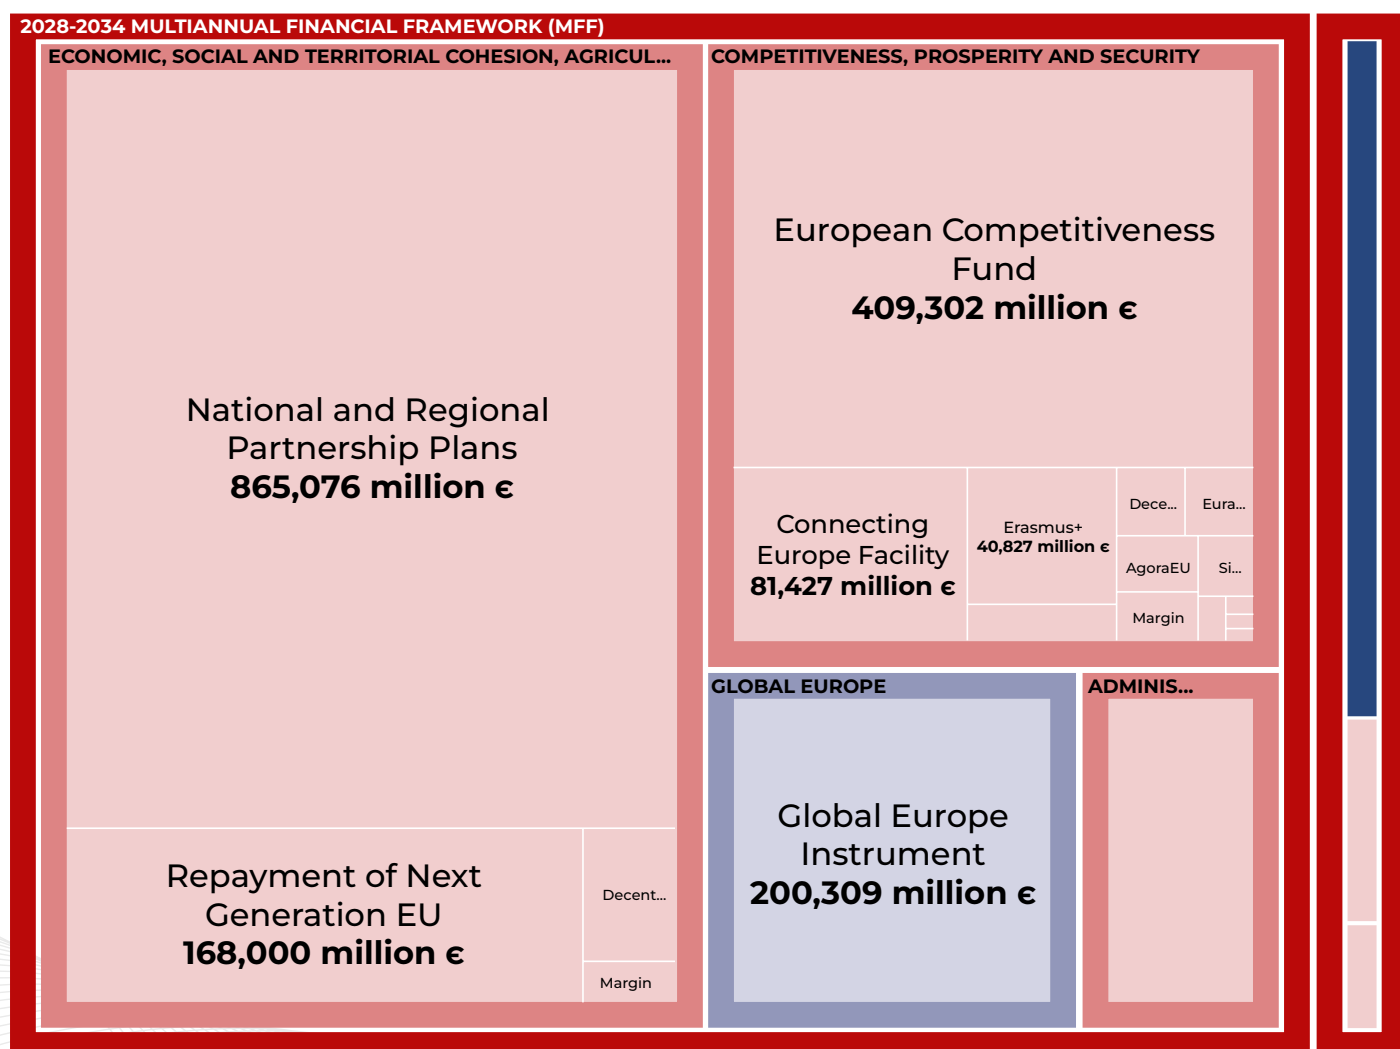 2028-2034 MULTIANNUAL FINANCIAL FRAMEWORK (MFF)
ECONOMIC, SOCIAL AND TERRITORIAL COHESION, AGRICUL...
National and Regional
Partnership Plans
865,076 million €
Repayment of Next
Generation EU
168,000 million €
Decent...
Margin
COMPETITIVENESS, PROSPERITY AND SECURITY
European Competitiveness
Fund
409,302 million €
Connecting
Europe Facility
81,427 million €
Erasmus+
40,827 million €
Dece...
Eura...
AgoraEU
Si...
Margin
GLOBAL EUROPE
Global Europe
Instrument
200,309 million €
ADMINIS...